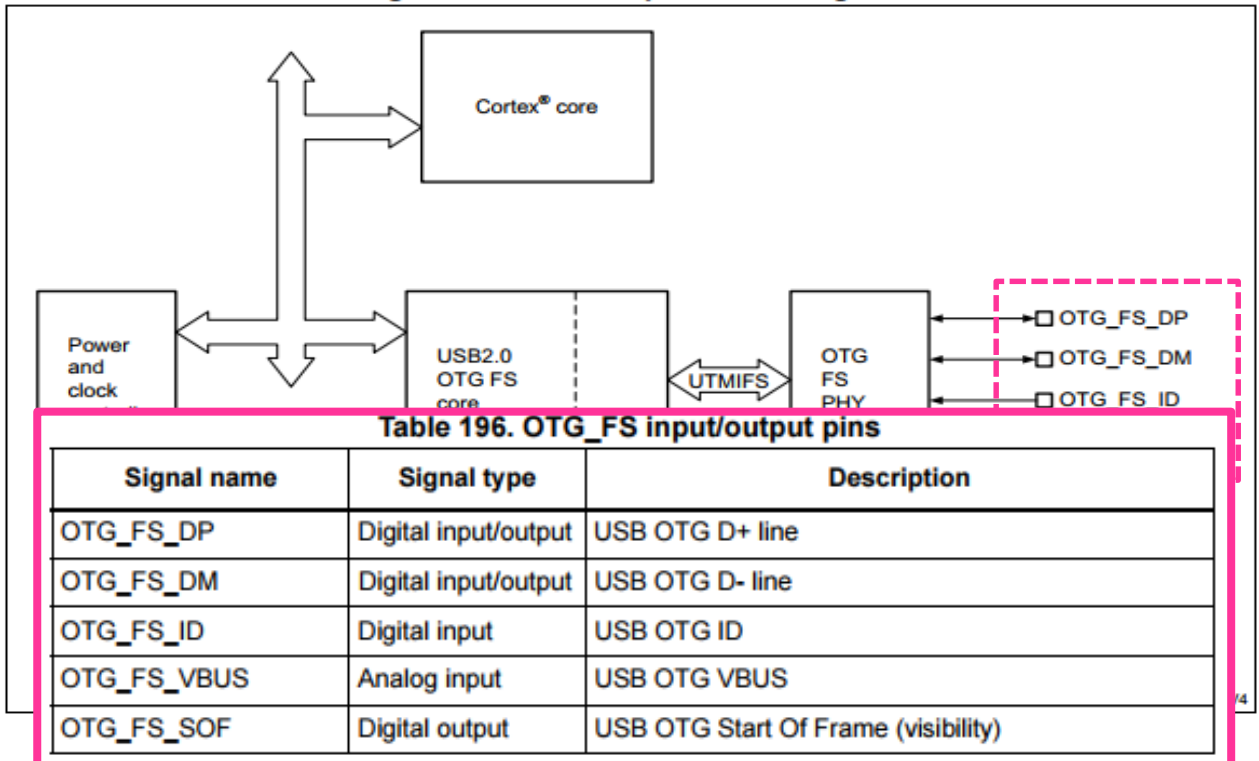 Cortex® core
Power
and
clock
USB2.0
OTG FS
core
UTMIFS
OTG
FS
PHY
OTG_FS_DP
OTG_FS_DM
OTG_FS_ID
Table 196. OTG_FS input/output pins
Signal name Signal type Description
OTG_FS_DP Digital input/output USB OTG D+ line
OTG_FS_DM Digital input/output USB OTG D- line
OTG_FS_ID Digital input USB OTG ID
OTG_FS_VBUS Analog input USB OTG VBUS
OTG_FS_SOF Digital output USB OTG Start Of Frame (visibility)